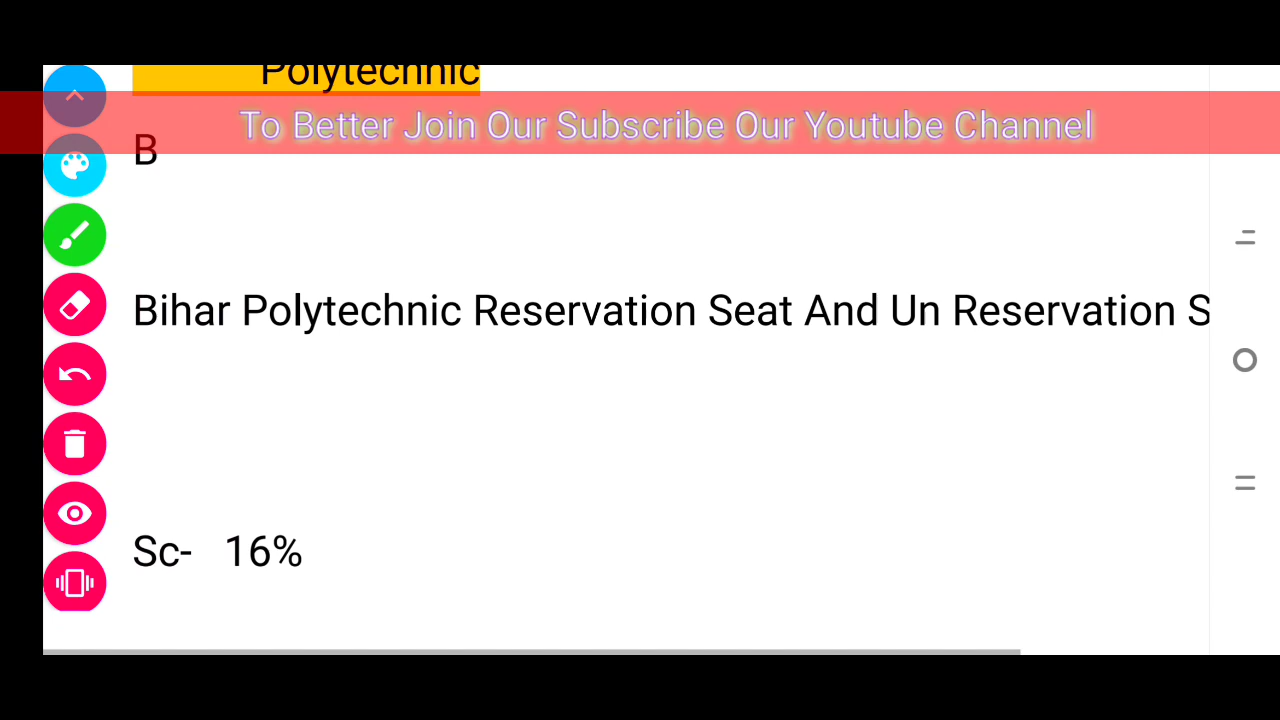 Polytechnic
To Better Join Our Subscribe Our Youtube Channel
B
Bihar Polytechnic Reservation Seat And Un Reservation S
Sc- 16%